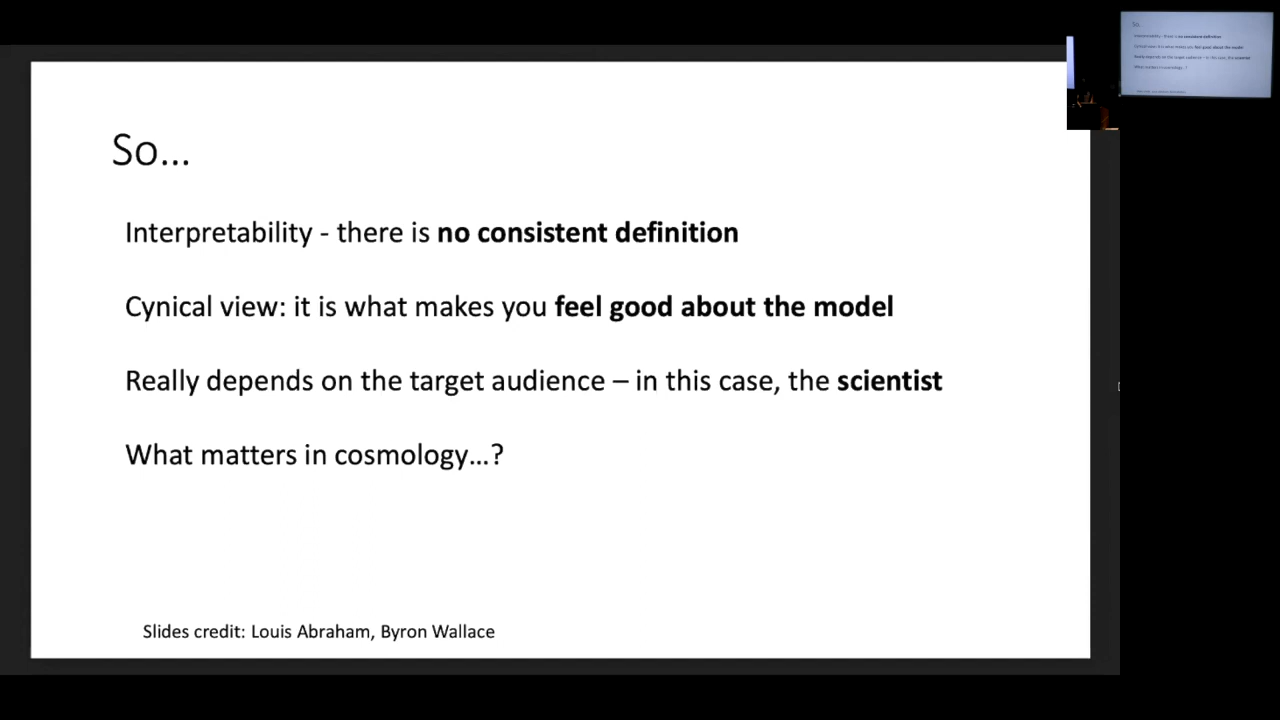 So...
Interpretability - there is no consistent definition
Cynical view: it is what makes you feel good about the model
Really depends on the target audience – in this case, the scientist
What matters in cosmology...?
Slides credit: Louis Abraham, Byron Wallace